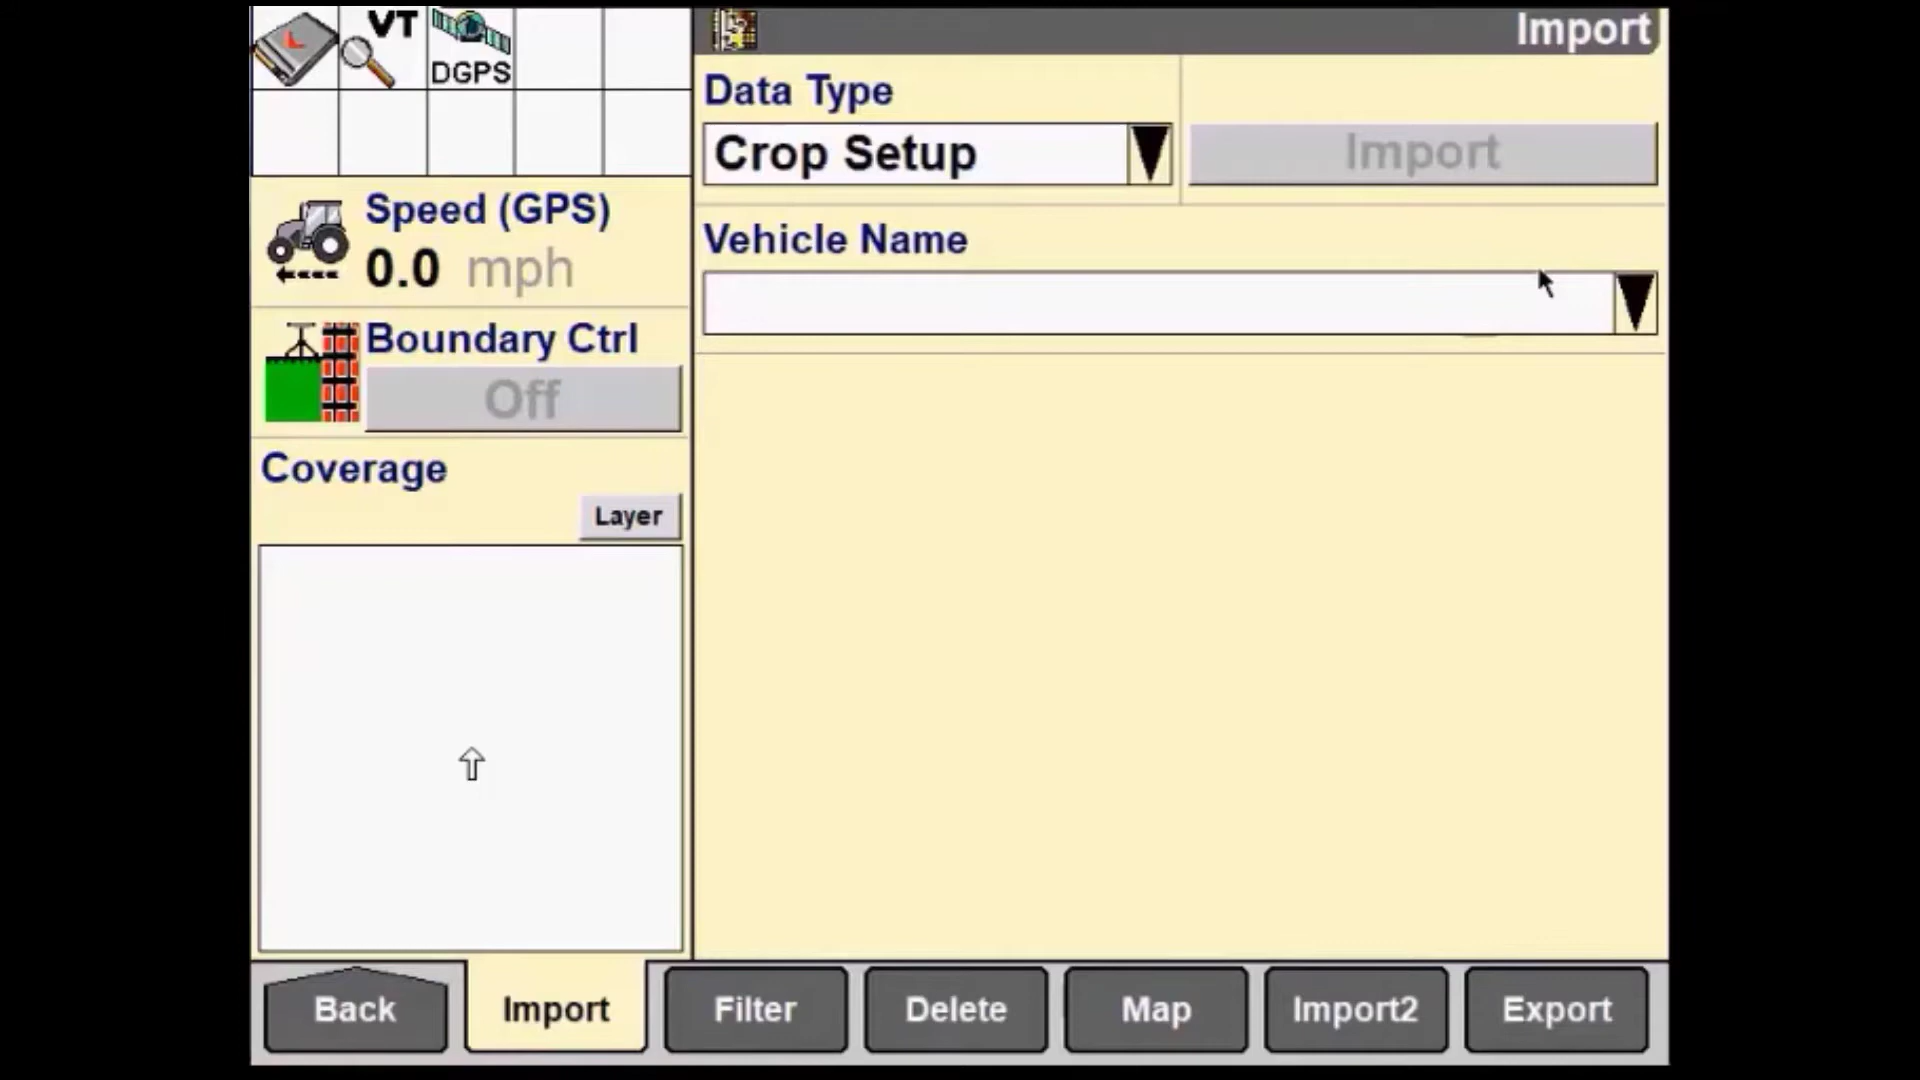 VT
DGPS
Speed (GPS)
0.0 mph
Boundary Ctrl
Off
Coverage
Layer
Import
Data Type
Crop Setup
Import
Vehicle Name
Back
Import
Filter
Delete
Map
Import2
Export